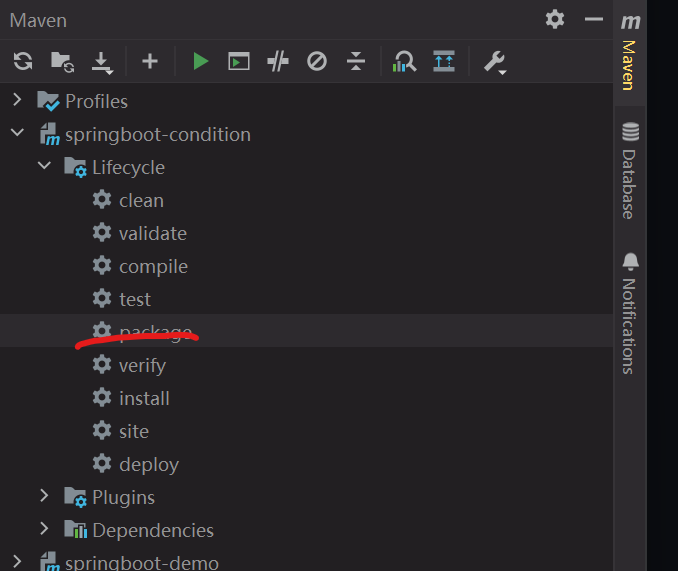 Maven
Profiles
springboot-condition
Lifecycle
clean
validate
compile
test
package
verify
install
site
deploy
Plugins
Dependencies
springboot-demo
m
Maven
Database
Notifications